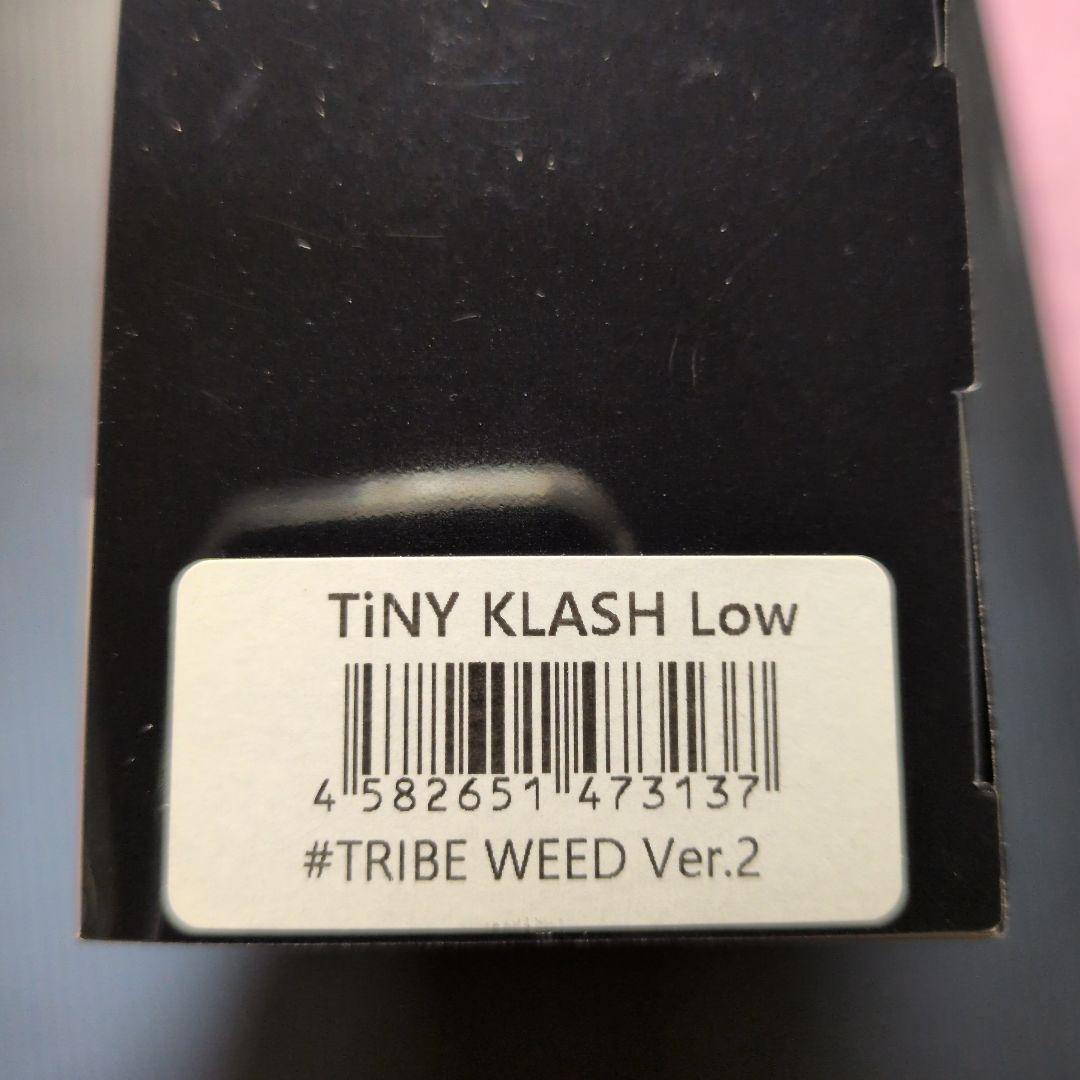 TiNY KLASH Low
4 582651 473137
#TRIBE WEED Ver.2